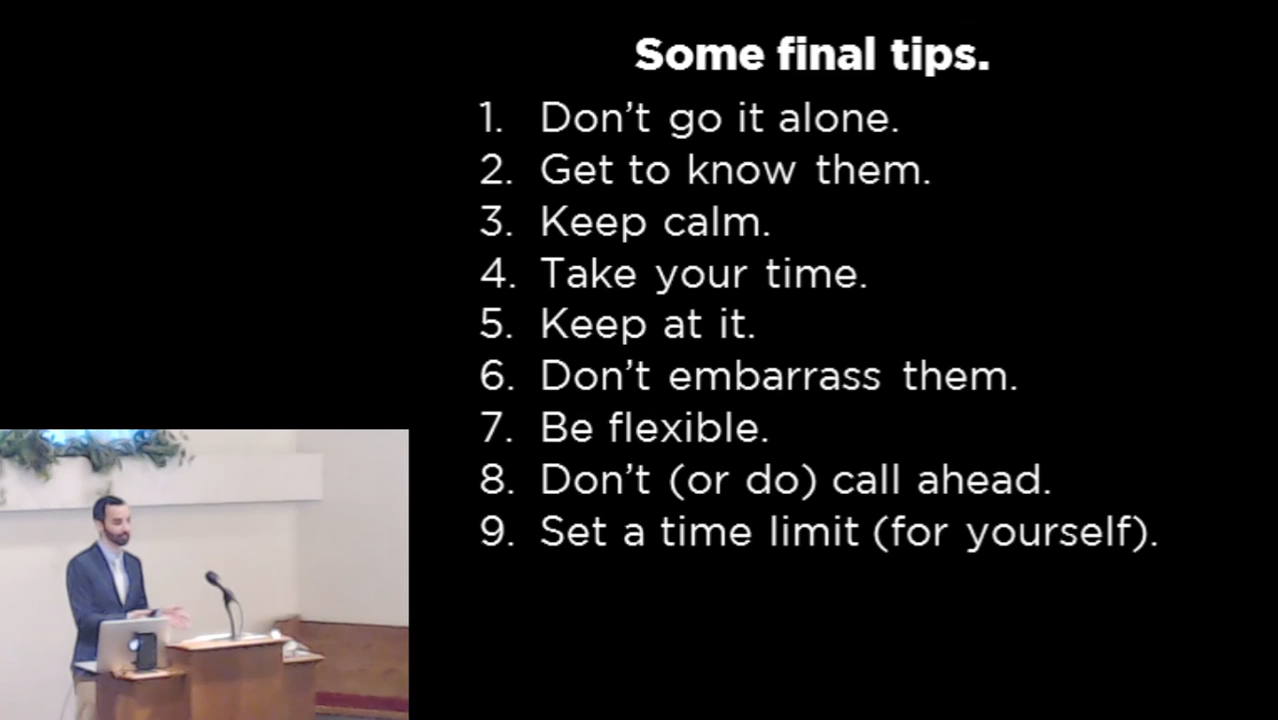 Some final tips.
1. Don't go it alone.
2. Get to know them.
3. Keep calm.
4. Take your time.
5. Keep at it.
6. Don't embarrass them.
7. Be flexible.
8. Don't (or do) call ahead.
9. Set a time limit (for yourself).